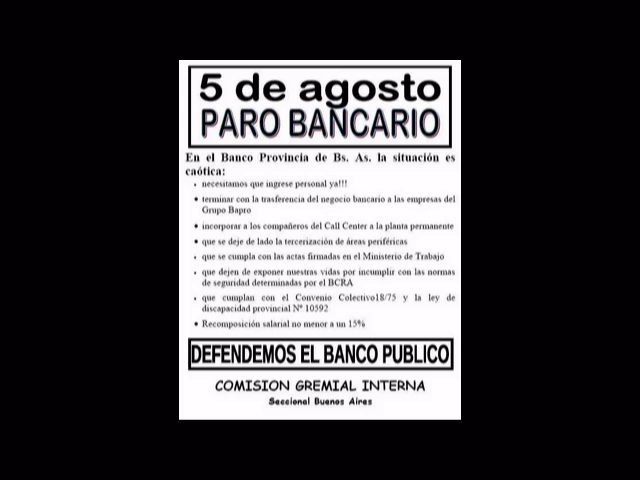 5 de agosto
PARO BANCARIO
En el Banco Provincia de Bs. As. la situación es
caótica:
• necesitamos que ingrese personal ya!!!
• terminar con la trasferencia del negocio bancario a las empresas del
Grupo Bapro
• incorporar a los compañeros del Call Center a la planta permanente
• que se deje de lado la tercerización de áreas periféricas
• que se cumpla con las actas firmadas en el Ministerio de Trabajo
• que dejen de exponer nuestras vidas por incumplir con las normas
de seguridad determinadas por el BCRA
• que cumplan con el Convenio Colectivo18/75 y la ley de
discapacidad provincial Nº 10592
• Recomposición salarial no menor a un 15%
DEFENDEMOS EL BANCO PUBLICO
COMISION GREMIAL INTERNA
Seccional Buenos Aires